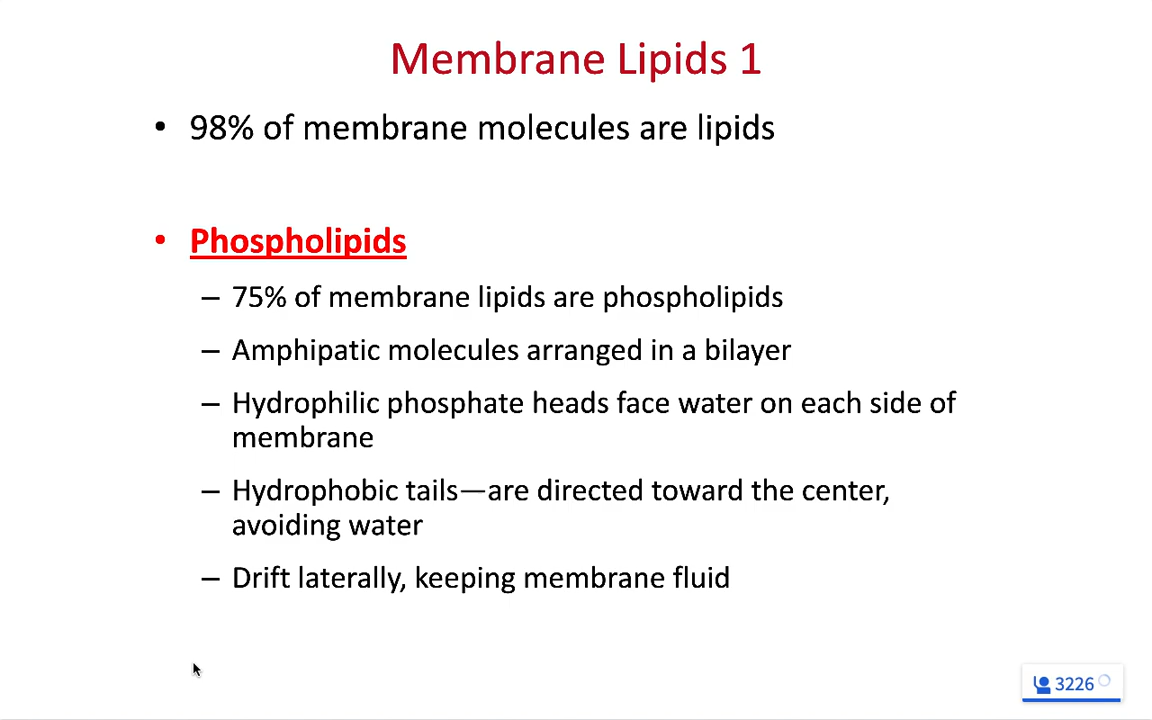 Membrane Lipids 1
• 98% of membrane molecules are lipids
• Phospholipids
– 75% of membrane lipids are phospholipids
– Amphipatic molecules arranged in a bilayer
– Hydrophilic phosphate heads face water on each side of
membrane
– Hydrophobic tails—are directed toward the center,
avoiding water
– Drift laterally, keeping membrane fluid
3226